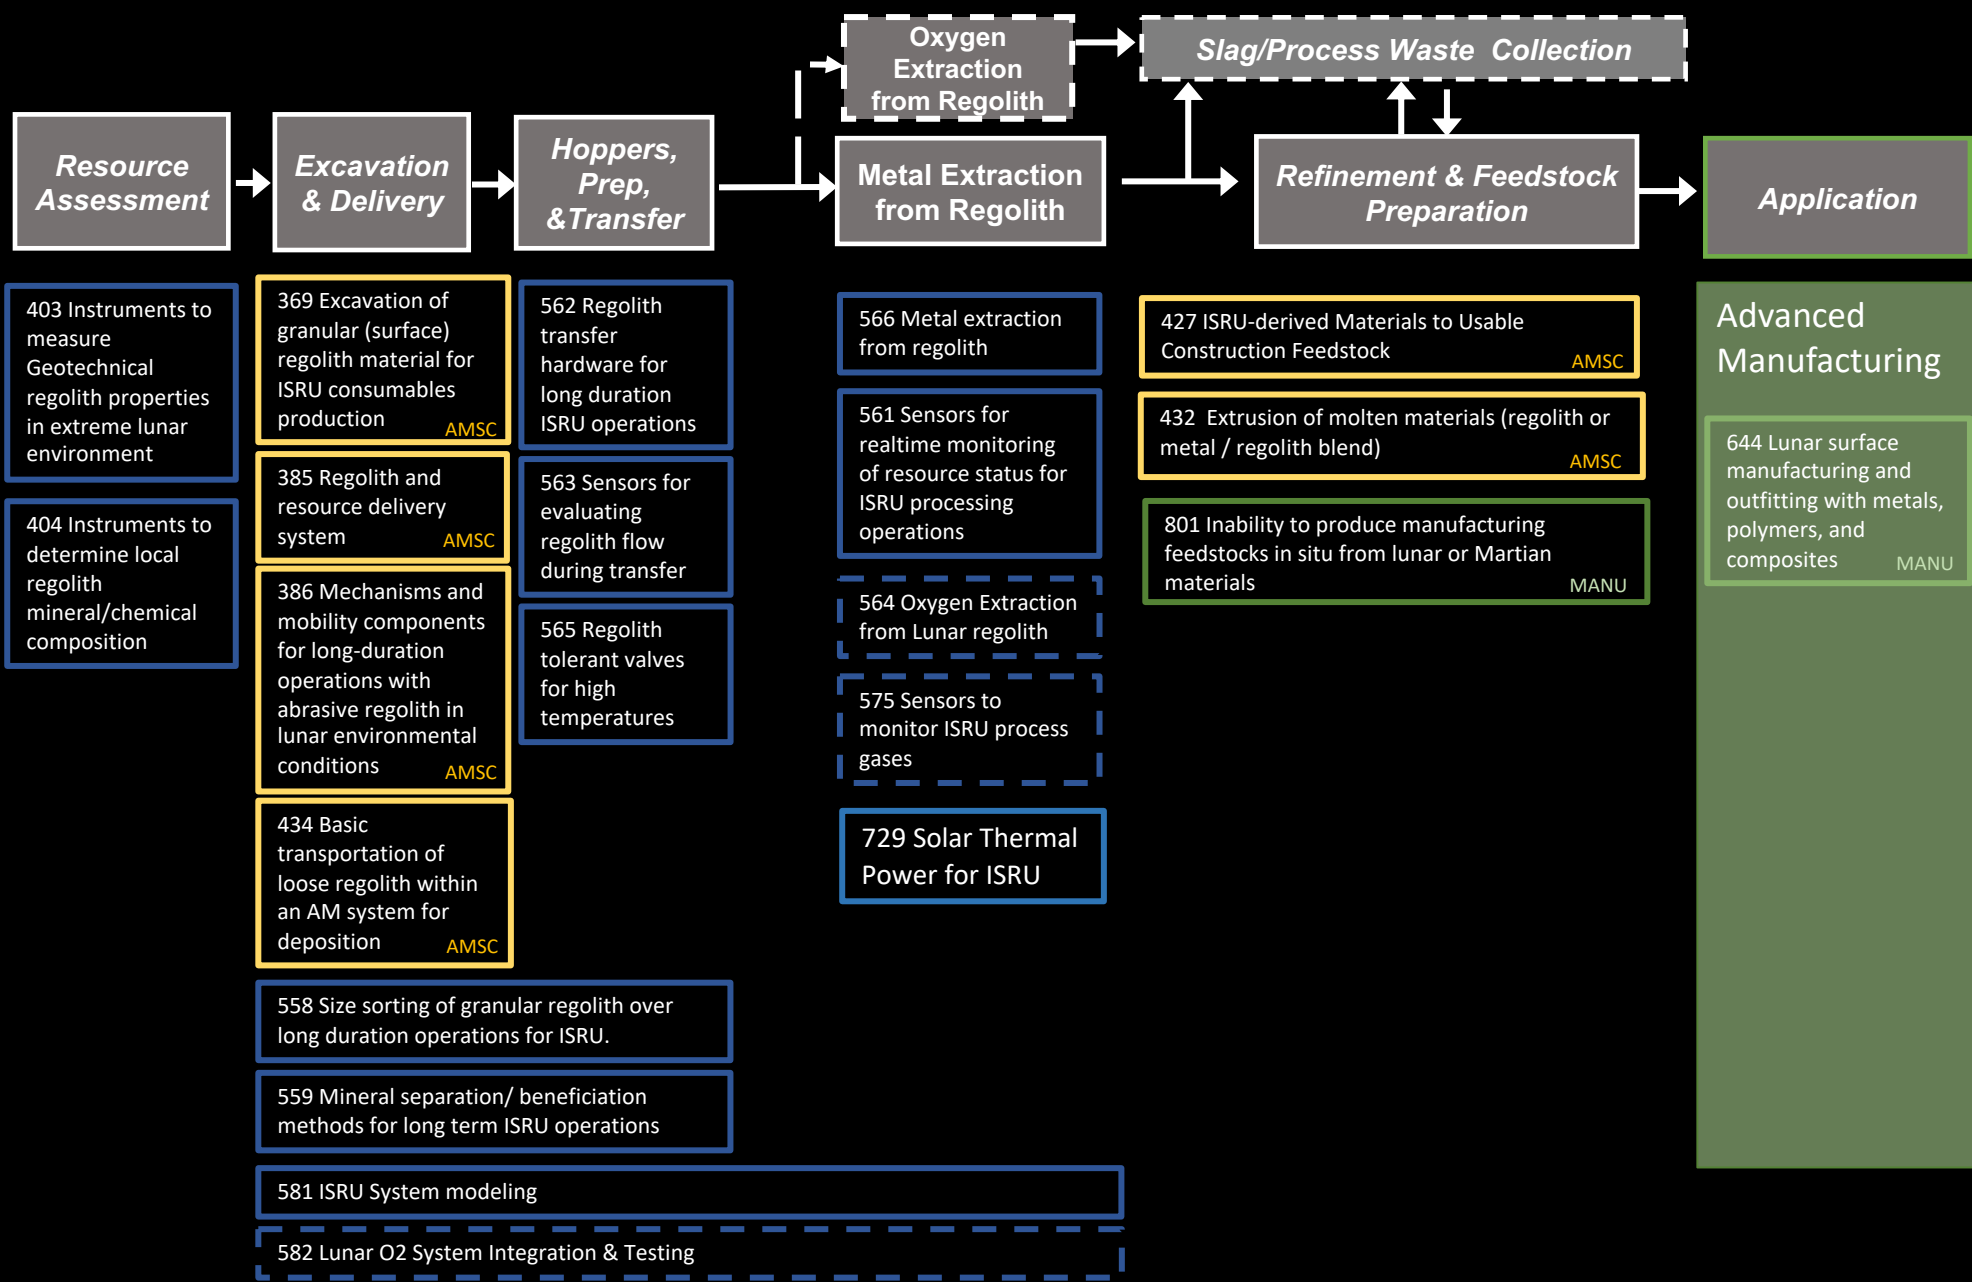 Oxygen
Extraction
from Regolith
Slag/Process Waste Collection
Resource
Assessment
Excavation
& Delivery
Hoppers,
Prep,
&Transfer
Metal Extraction
from Regolith
Refinement & Feedstock
Preparation
Application
403 Instruments to
measure
Geotechnical
regolith properties
in extreme lunar
environment
404 Instruments to
determine local
regolith
mineral/chemical
composition
369 Excavation of
granular (surface)
regolith material for
ISRU consumables
production
AMSC
385 Regolith and
resource delivery
system
AMSC
386 Mechanisms and
mobility components
for long-duration
operations with
abrasive regolith in
lunar environmental
conditions
AMSC
434 Basic
transportation of
loose regolith within
an AM system for
deposition
AMSC
562 Regolith
transfer
hardware for
long duration
ISRU operations
563 Sensors for
evaluating
regolith flow
during transfer
565 Regolith
tolerant valves
for high
temperatures
558 Size sorting of granular regolith over
long duration operations for ISRU.
559 Mineral separation/ beneficiation
methods for long term ISRU operations
581 ISRU System modeling
582 Lunar O2 System Integration & Testing
566 Metal extraction
from regolith
561 Sensors for
realtime monitoring
of resource status for
ISRU processing
operations
564 Oxygen Extraction
from Lunar regolith
575 Sensors to
monitor ISRU process
gases
729 Solar Thermal
Power for ISRU
427 ISRU-derived Materials to Usable
Construction Feedstock
AMSC
432 Extrusion of molten materials (regolith or
metal / regolith blend)
AMSC
801 Inability to produce manufacturing
feedstocks in situ from lunar or Martian
materials
MANU
Advanced
Manufacturing
644 Lunar surface
manufacturing and
outfitting with metals,
polymers, and
composites
MANU